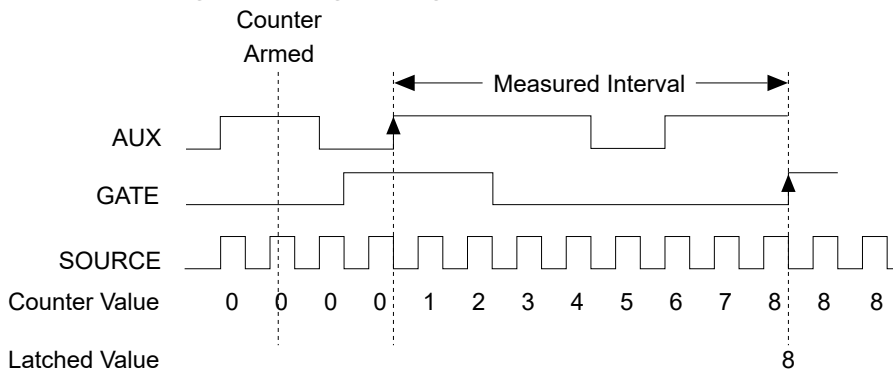 Counter
Armed
Measured Interval
AUX
GATE
SOURCE
Counter Value 0 0 0 0 1 2 3 4 5 6 7 8 8 8
Latched Value 8